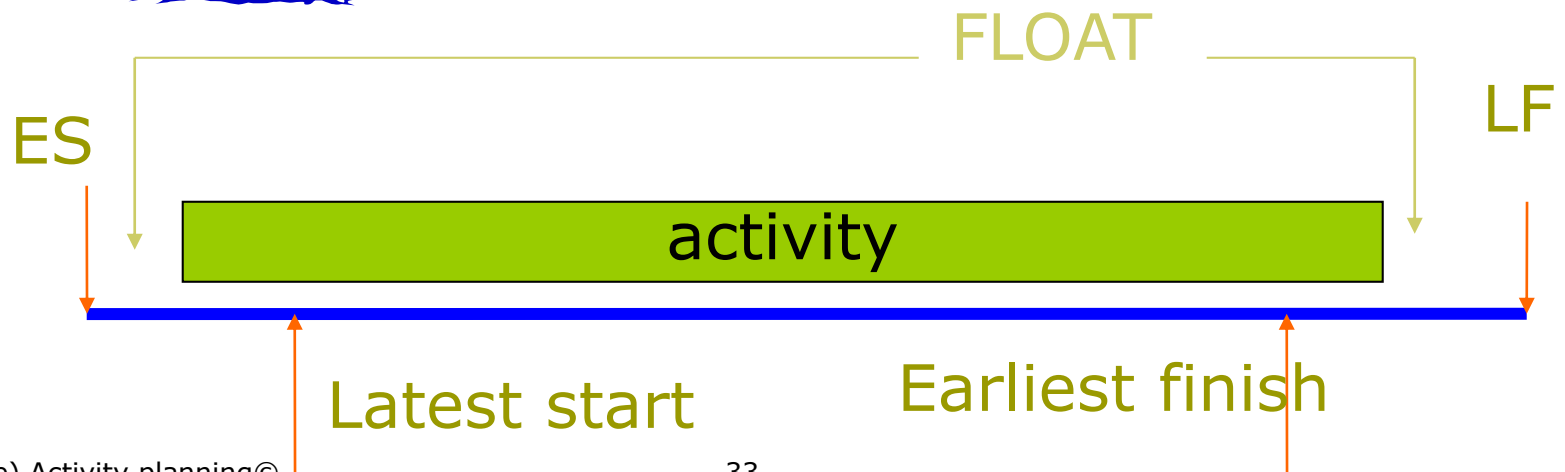 FLOAT
LF
ES
activity
Earliest finish
Latest start
Activity planning©
33